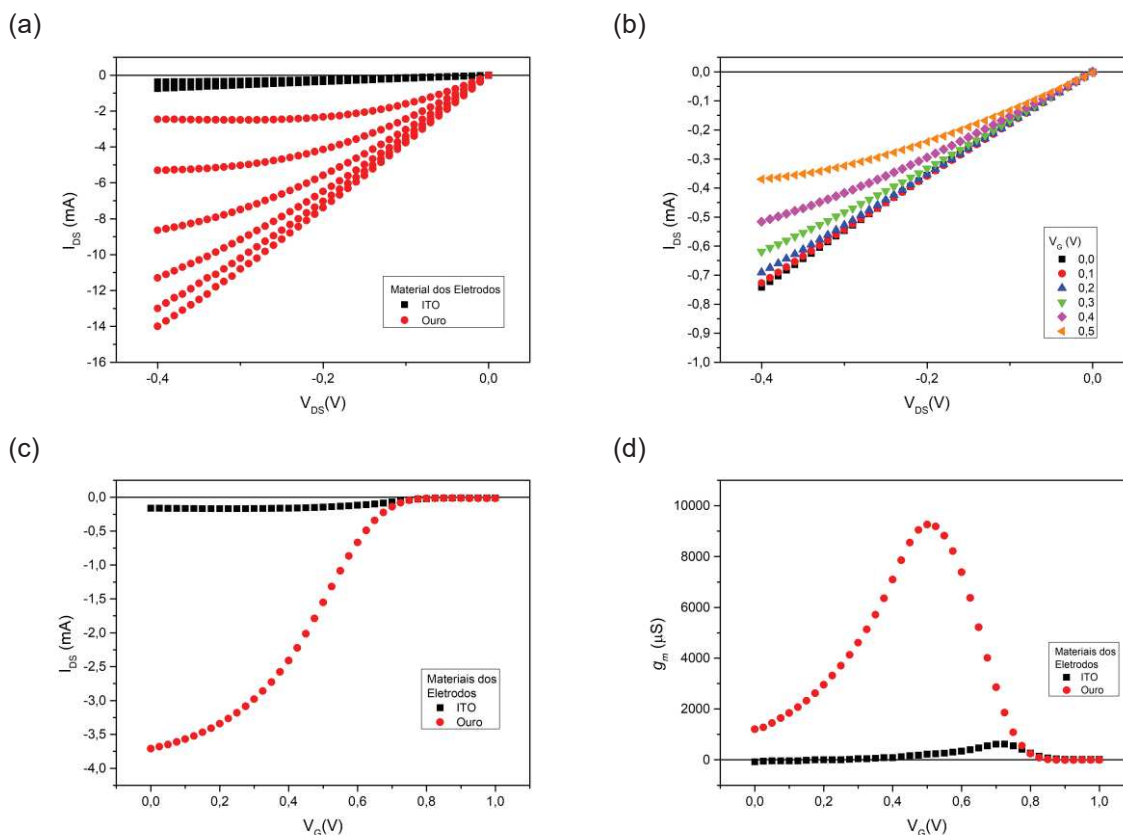 (a)
0
-2
-4
-6
-8
-10
-12
-14
-16
I_DS (mA)
-0,4
-0,2
0,0
V_DS(V)
Material dos Eletrodos
ITO
Ouro
(b)
0,0
-0,1
-0,2
-0,3
-0,4
-0,5
-0,6
-0,7
-0,8
-0,9
-1,0
I_DS (mA)
-0,4
-0,2
0,0
V_DS(V)
V_G (V)
0,0
0,1
0,2
0,3
0,4
0,5
(c)
0,0
-0,5
-1,0
-1,5
-2,0
-2,5
-3,0
-3,5
-4,0
I_DS (mA)
0,0
0,2
0,4
0,6
0,8
1,0
V_G(V)
Materiais dos
Eletrodos
ITO
Ouro
(d)
10000
8000
6000
4000
2000
0
g_m (μS)
0,0
0,2
0,4
0,6
0,8
1,0
V_G(V)
Materiais dos
Eletrodos
ITO
Ouro